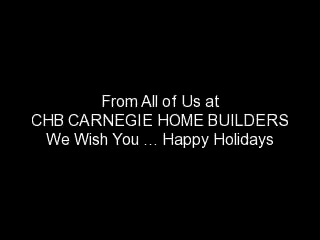 From All of Us at
CHB CARNEGIE HOME BUILDERS
We Wish You … Happy Holidays